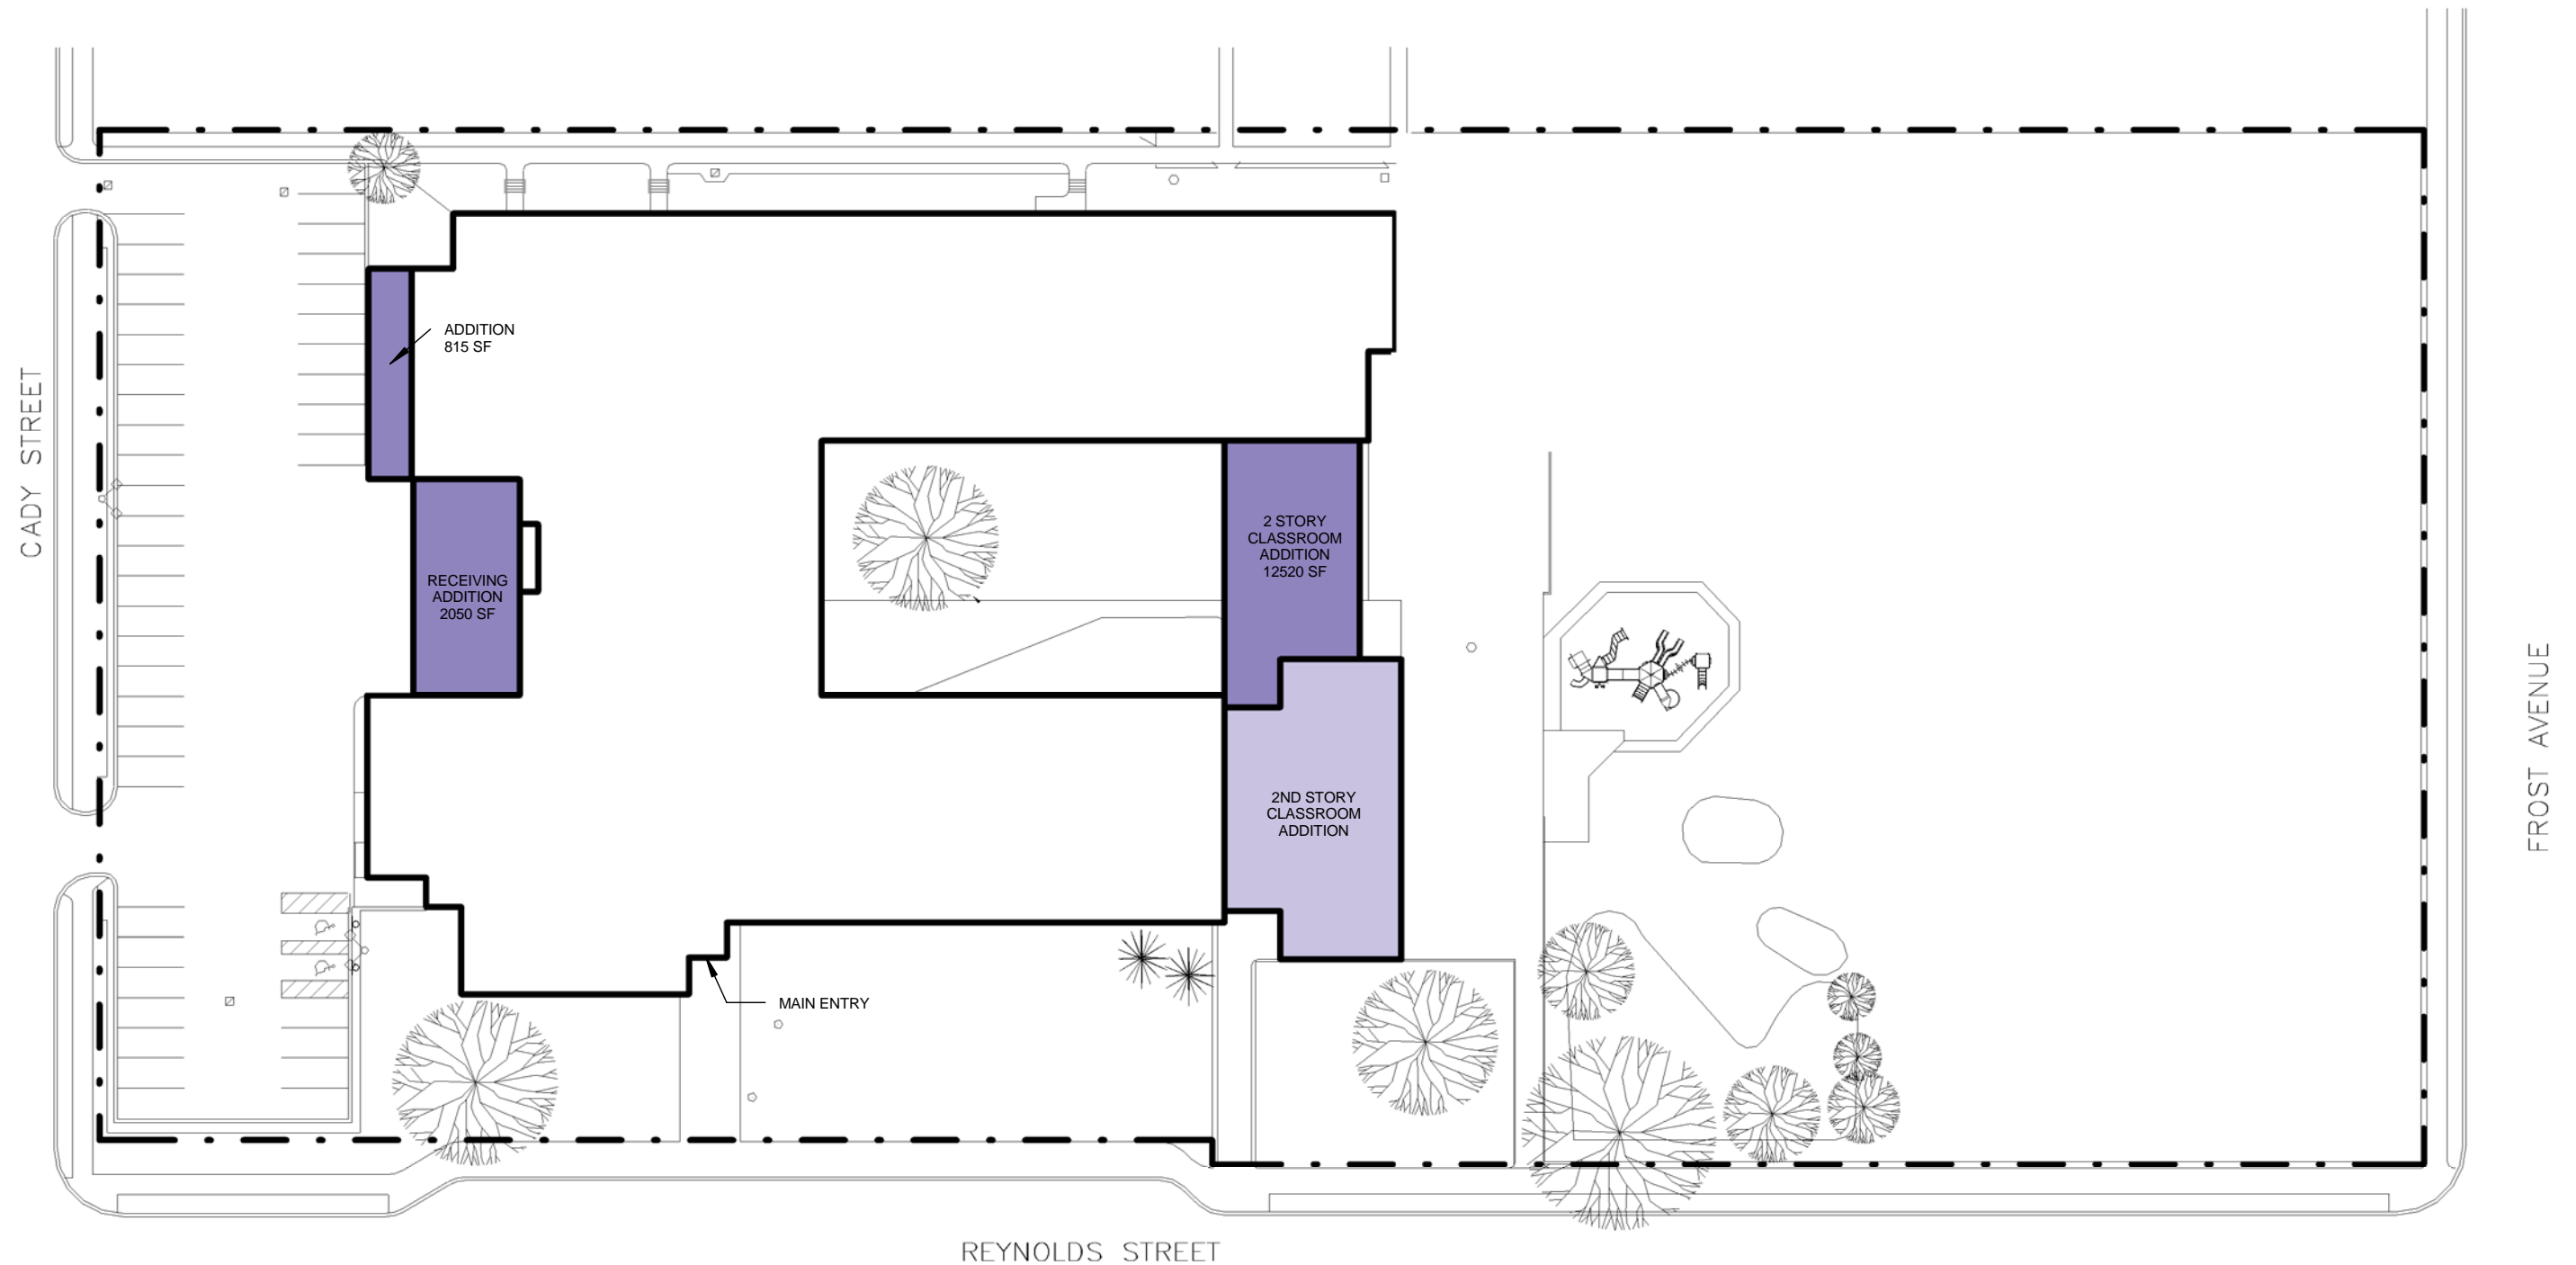 ADDITION
815 SF
CADY STREET
2 STORY
CLASSROOM
ADDITION
12520 SF
RECEIVING
ADDITION
2050 SF
FROST AVENUE
2ND STORY
CLASSROOM
ADDITION
MAIN ENTRY
REYNOLDS STREET